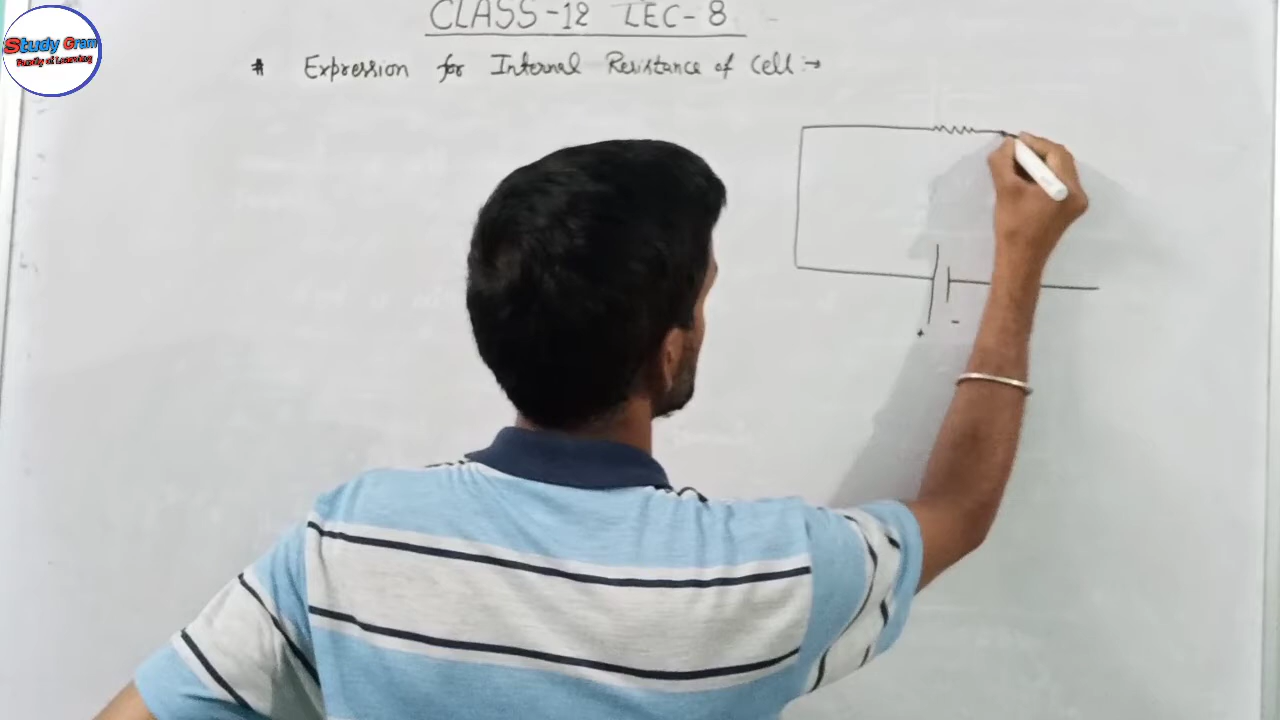 CLASS-12 LEC-8
Study Gram
Family of Learning
* Expression for Internal Resistance of Cell :→
+ -